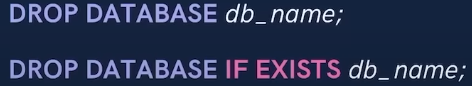 DROP DATABASE db_name;
DROP DATABASE IF EXISTS db_name;